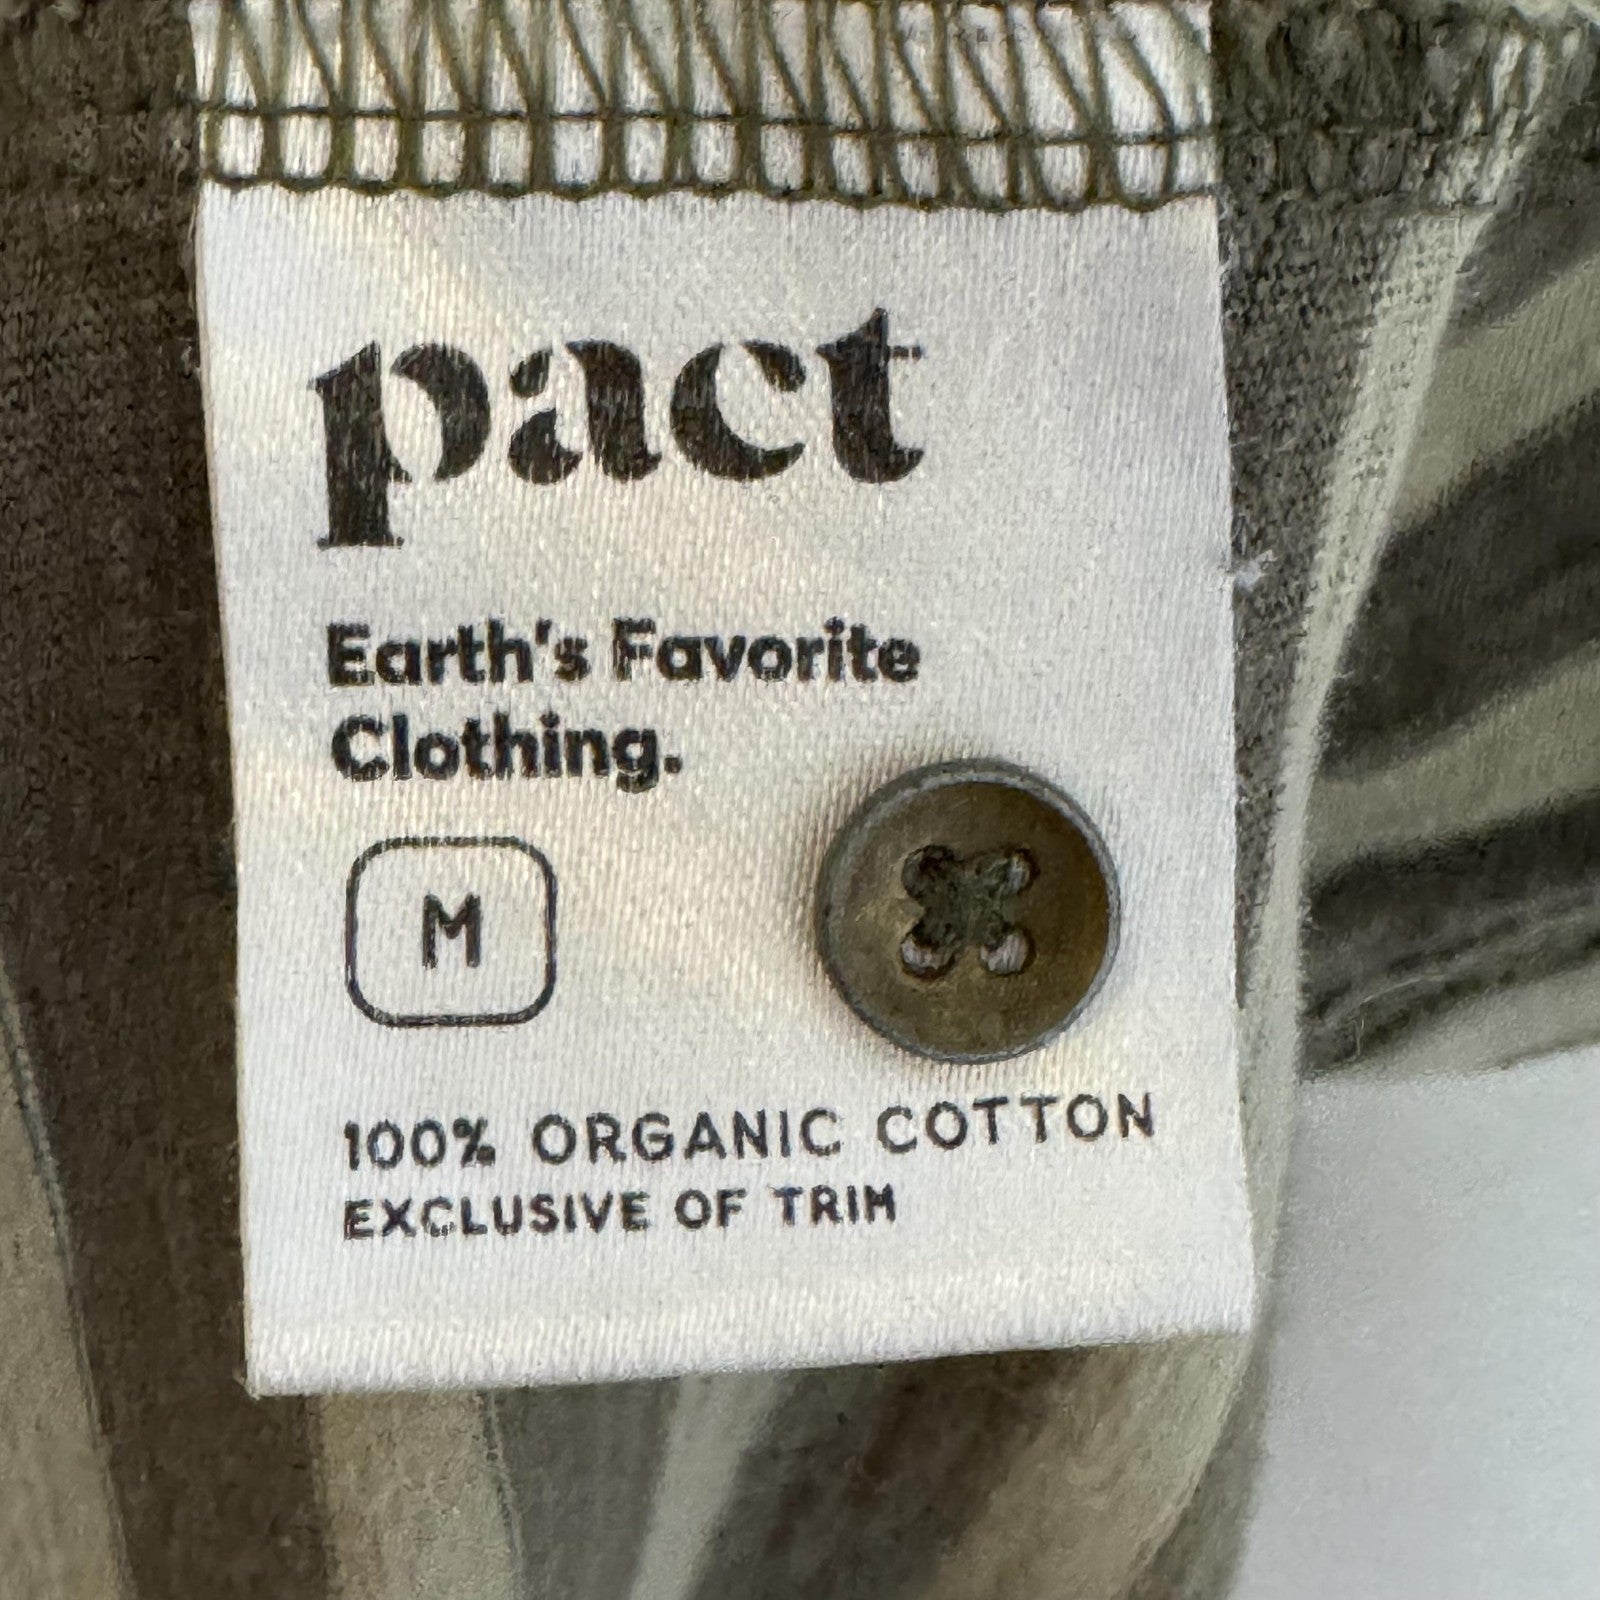 pact
Earth's Favorite
Clothing.
M
100% ORGANIC COTTON
EXCLUSIVE OF TRIM